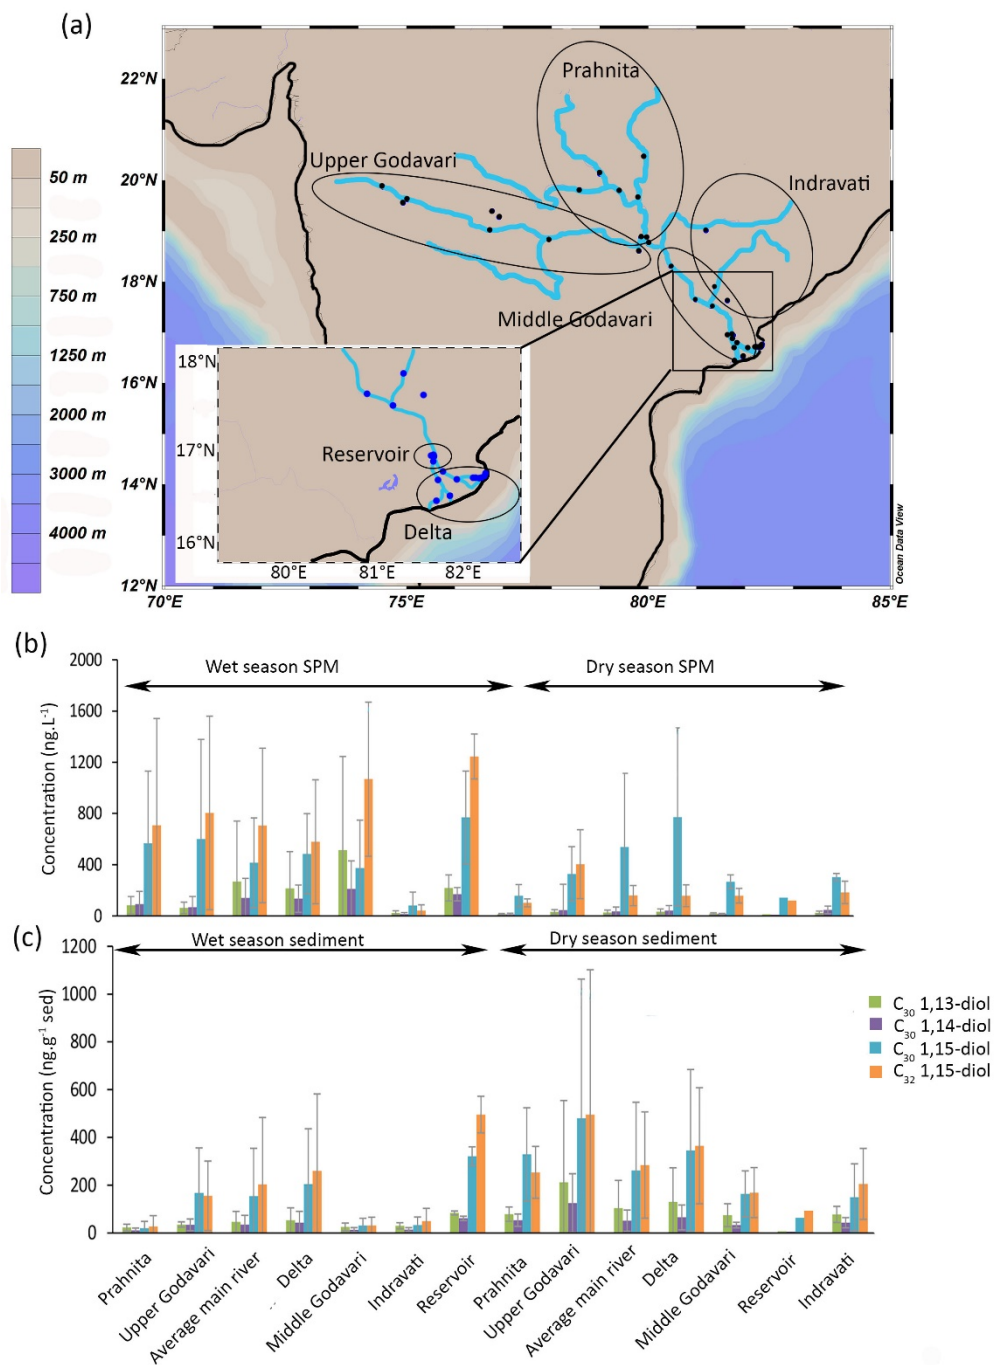 (a)
22°N
20°N
18°N
16°N
14°N
12°N
70°E
75°E
80°E
85°E
50 m
250 m
750 m
1250 m
2000 m
3000 m
4000 m
Prahnita
Upper Godavari
Indravati
Middle Godavari
18°N
17°N
16°N
80°E
81°E
82°E
Reservoir
Delta
Ocean Data View
(b)
Wet season SPM
Dry season SPM
Concentration (ng.L⁻¹)
2000
1600
1200
800
400
0
(c)
Wet season sediment
Dry season sediment
Concentration (ng.g⁻¹ sed)
1200
1000
800
600
400
200
0
C₃₀ 1,13-diol
C₃₀ 1,14-diol
C₃₀ 1,15-diol
C₃₂ 1,15-diol
Prahnita
Upper Godavari
Average main river
Delta
Middle Godavari
Indravati
Reservoir
Prahnita
Upper Godavari
Average main river
Delta
Middle Godavari
Reservoir
Indravati